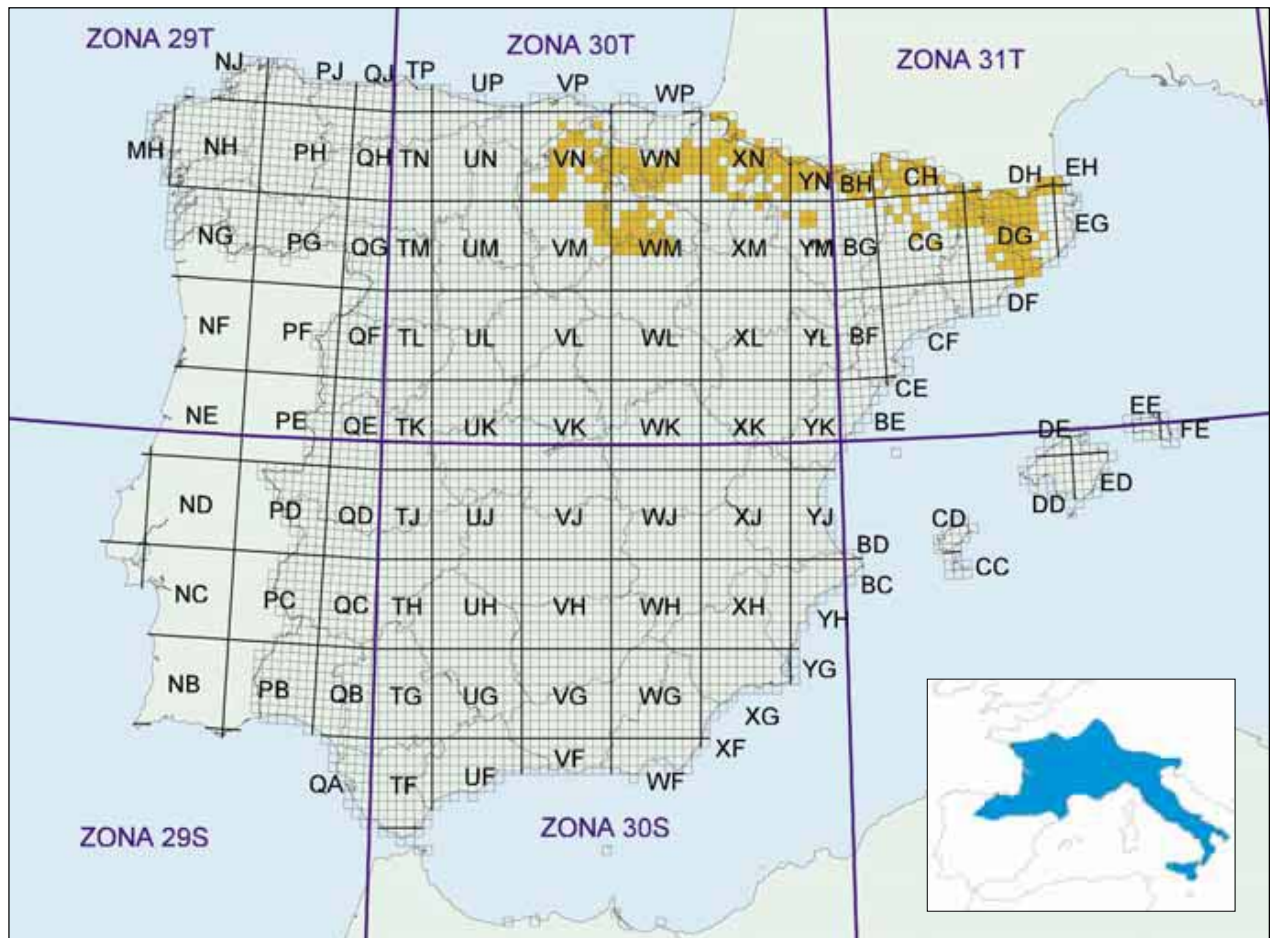 ZONA 29T
ZONA 30T
ZONA 31T
NJ
PJ
QJ
TP
UP
VP
WP
MH
NH
PH
QH
TN
UN
VN
WN
XN
YN
BH
CH
DH
EH
NG
PG
QG
TM
UM
VM
WM
XM
YM
BG
CG
DG
EG
NF
PF
QF
TL
UL
VL
WL
XL
YL
BF
CF
DF
NE
PE
QE
TK
UK
VK
WK
XK
YK
BE
CE
DE
EE
FE
ND
PD
QD
TJ
UJ
VJ
WJ
XJ
YJ
BD
CD
DD
ED
NC
PC
QC
TH
UH
VH
WH
XH
YH
BC
CC
NB
PB
QB
TG
UG
VG
WG
XG
YG
QA
TF
UF
VF
WF
XF
ZONA 29S
ZONA 30S